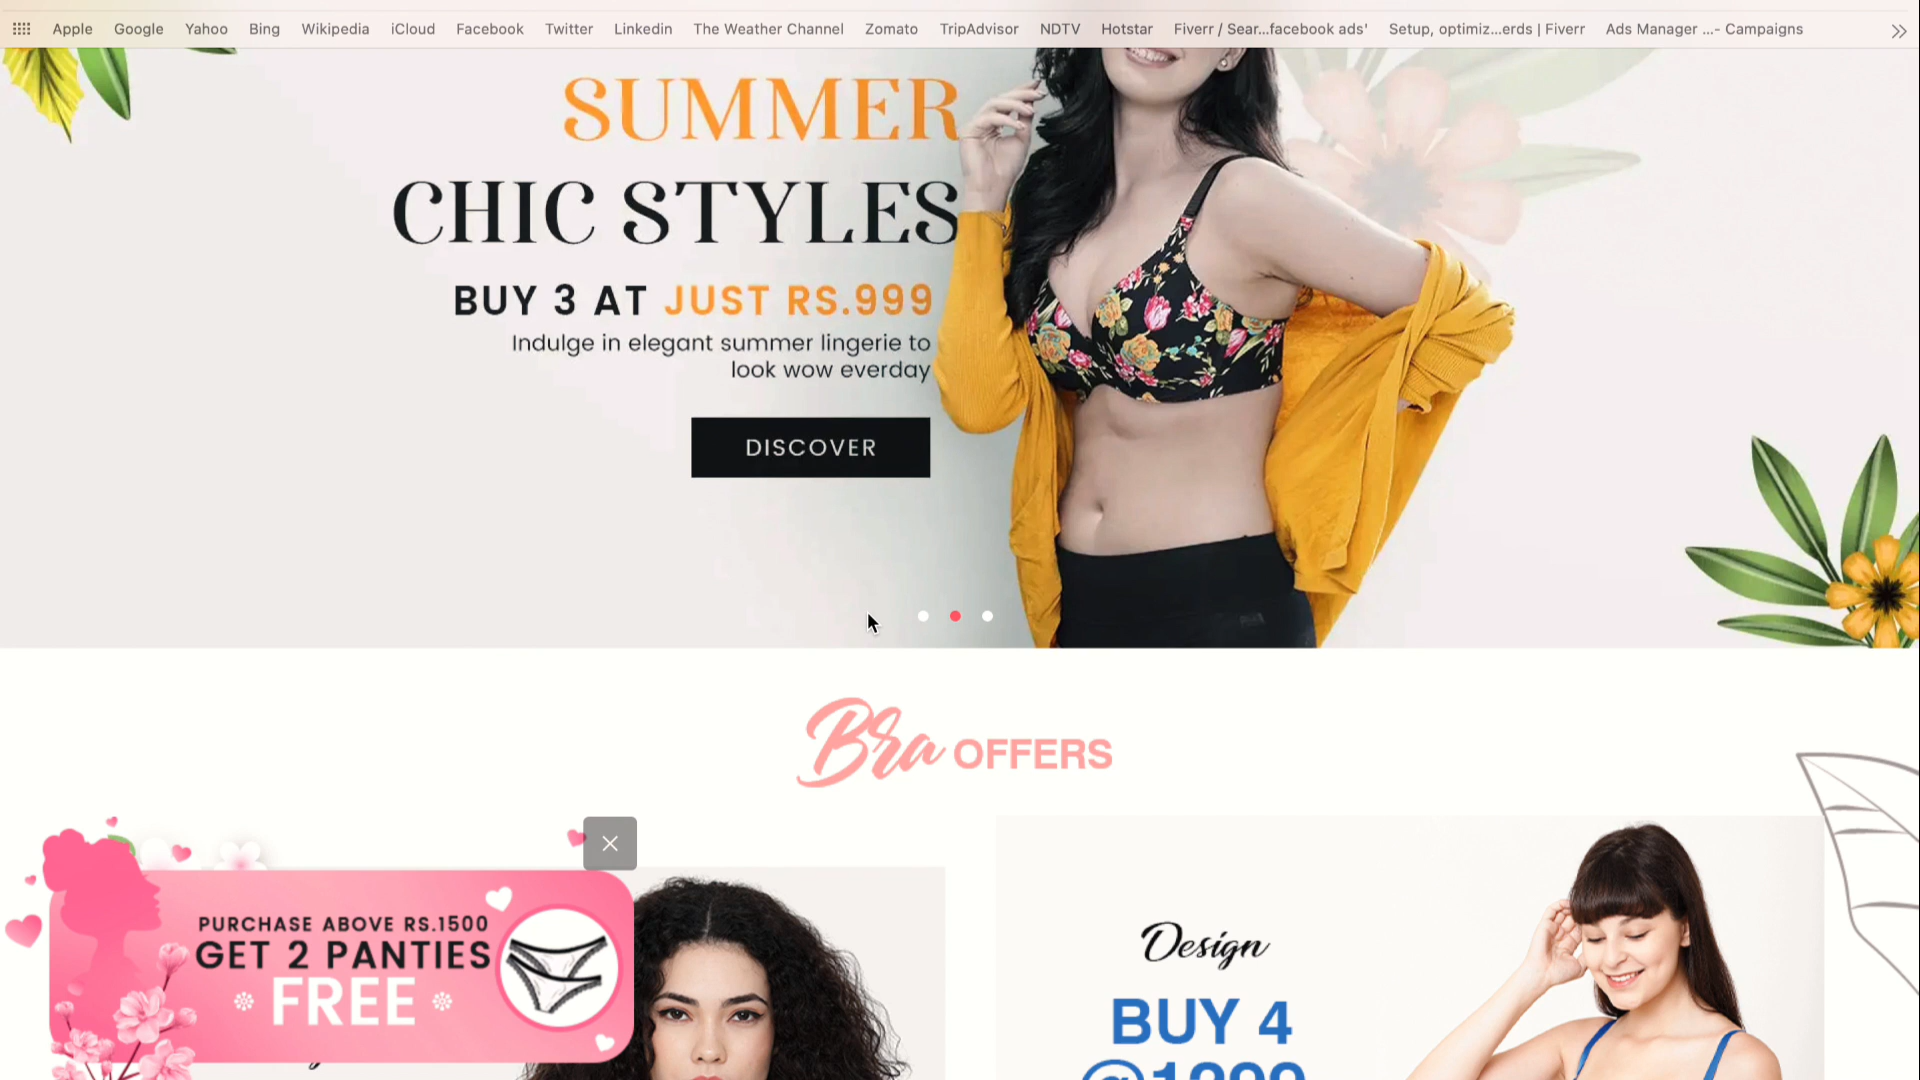 Apple Google Yahoo Bing Wikipedia iCloud Facebook Twitter Linkedin The Weather Channel Zomato TripAdvisor NDTV Hotstar Fiverr / Sear...facebook ads' Setup, optimiz...erds | Fiverr Ads Manager ...- Campaigns
SUMMER
CHIC STYLES
BUY 3 AT JUST RS.999
Indulge in elegant summer lingerie to
look wow everday
DISCOVER
Bra OFFERS
PURCHASE ABOVE RS.1500
GET 2 PANTIES
FREE
Design
BUY 4
@1299